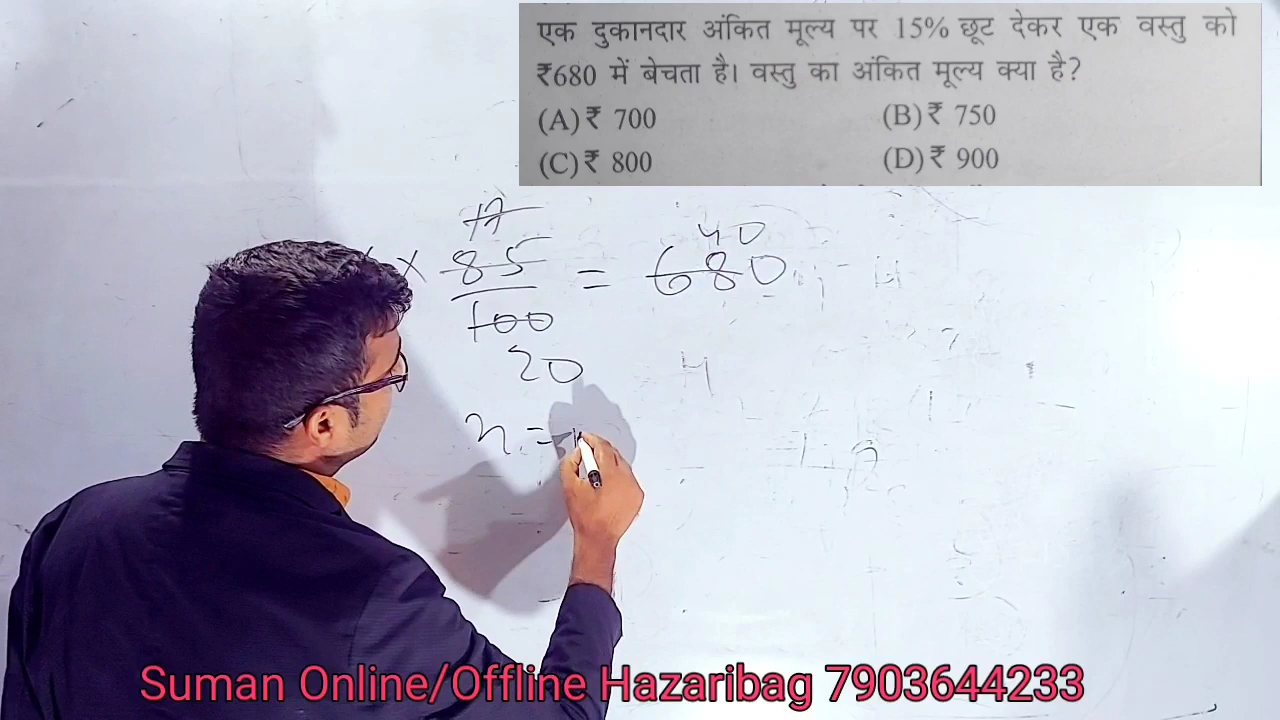 एक दुकानदार अंकित मूल्य पर 15% छूट देकर एक वस्तु को
₹680 में बेचता है। वस्तु का अंकित मूल्य क्या है?
(A) ₹ 700 (B) ₹ 750
(C) ₹ 800 (D) ₹ 900
17
40
× 85 = 680
100
20
x =
Suman Online/Offline Hazaribag 7903644233